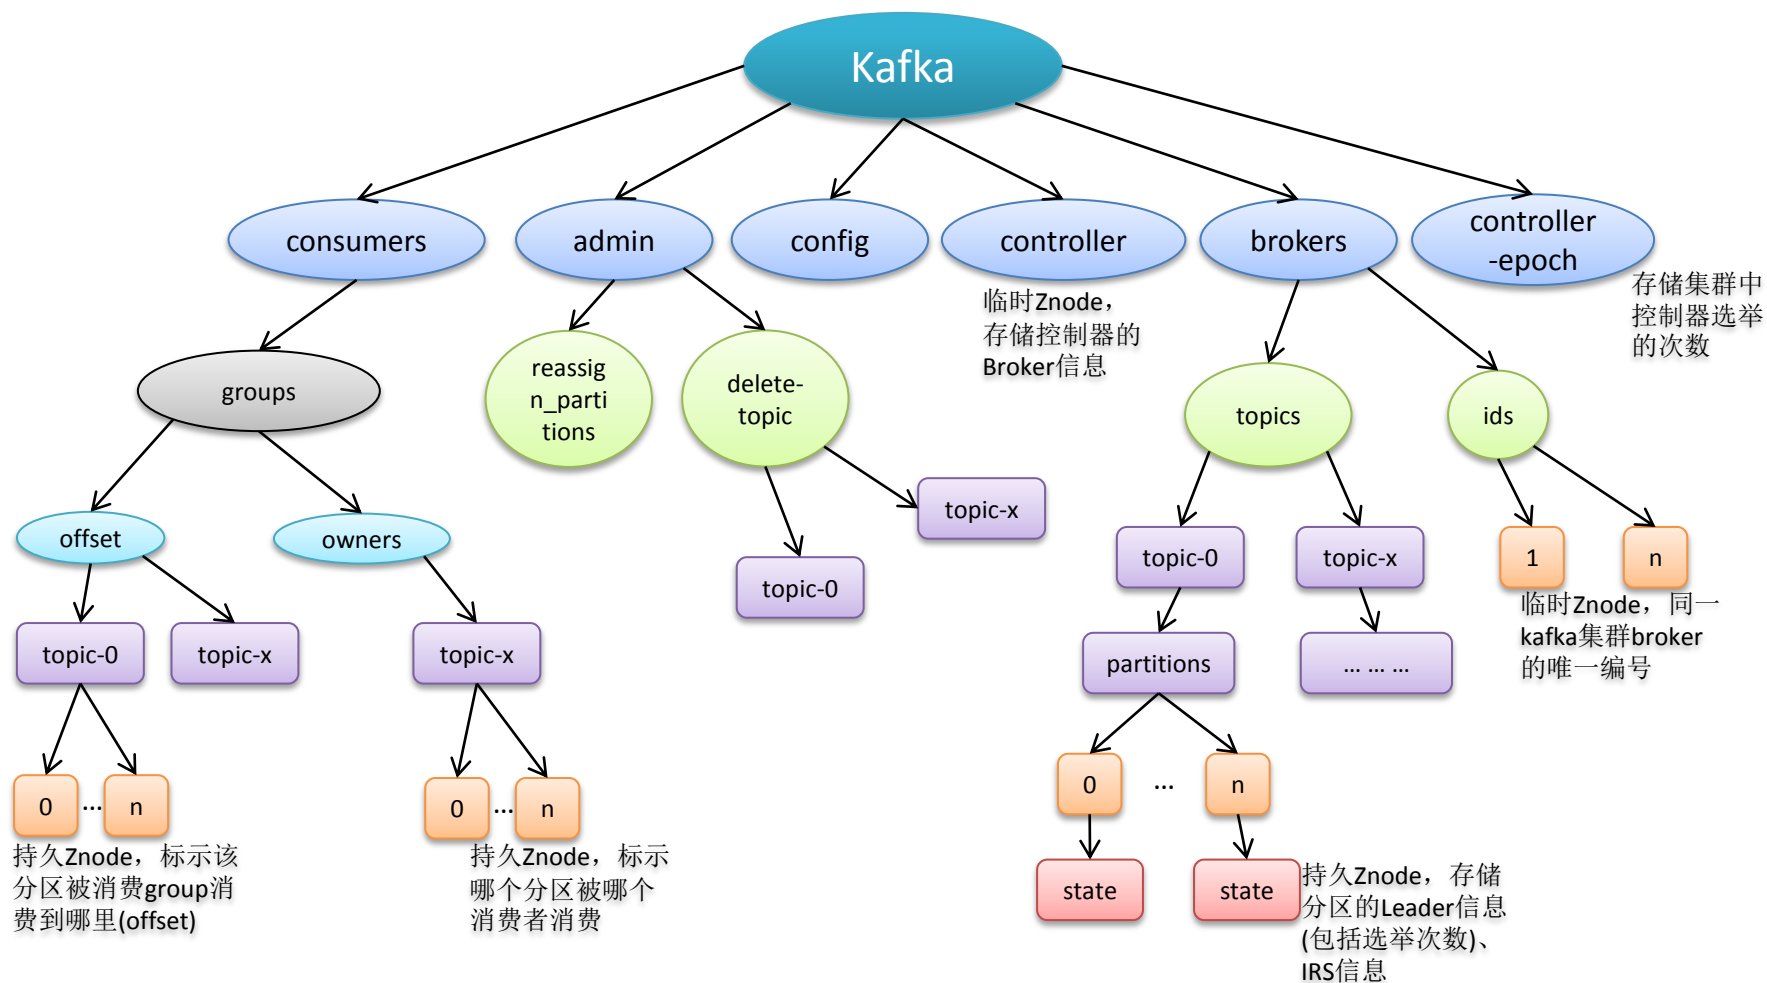 Kafka
consumers
admin
config
controller
brokers
controller
-epoch
临时Znode，
存储控制器的
Broker信息
存储集群中
控制器选举
的次数
groups
reassig
n_parti
tions
delete-
topic
topics
ids
offset
owners
topic-x
topic-0
topic-0
topic-x
1
n
临时Znode，同一
kafka集群broker
的唯一编号
topic-0
topic-x
topic-x
partitions
... ... ...
0
...
n
0
...
n
0
...
n
持久Znode，标示该
分区被消费group消
费到哪里(offset)
持久Znode，标示
哪个分区被哪个
消费者消费
state
state
持久Znode，存储
分区的Leader信息
(包括选举次数)、
IRS信息